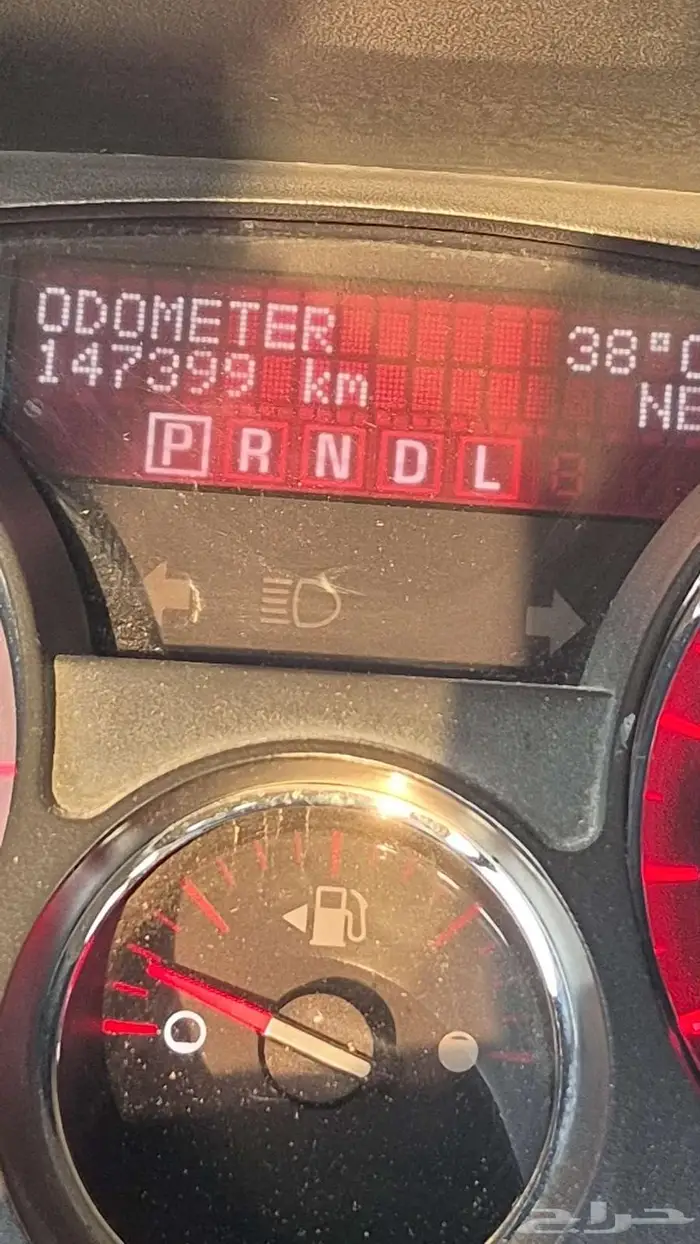 ODOMETER 38°C
147399 km NE
P R N D L
حراج